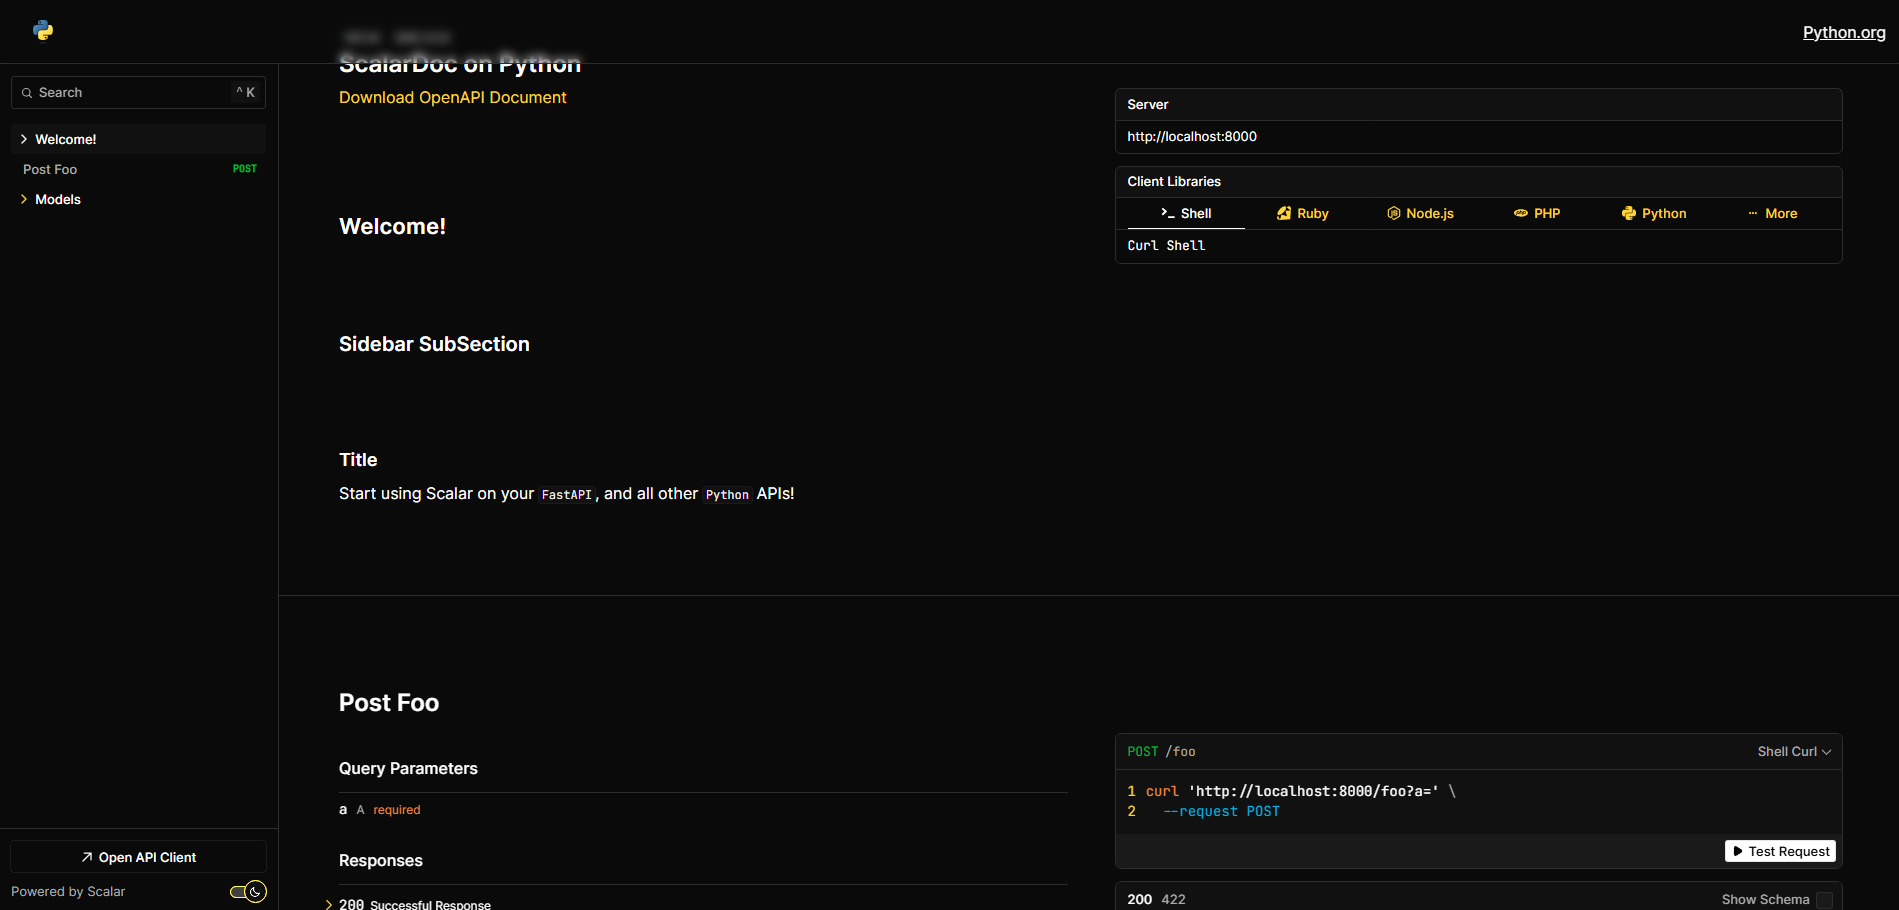 Python.org
Search
^ K
Welcome!
Post Foo POST
Models
Open API Client
Powered by Scalar
ScalarDoc on Python
Download OpenAPI Document
Welcome!
Sidebar SubSection
Title
Start using Scalar on your FastAPI, and all other Python APIs!
Server
http://localhost:8000
Client Libraries
>_ Shell Ruby Node.js PHP Python ··· More
Curl Shell
Post Foo
Query Parameters
a A required
Responses
200 Successful Response
POST /foo Shell Curl
1 curl 'http://localhost:8000/foo?a=' \
2 --request POST
Test Request
200 422 Show Schema